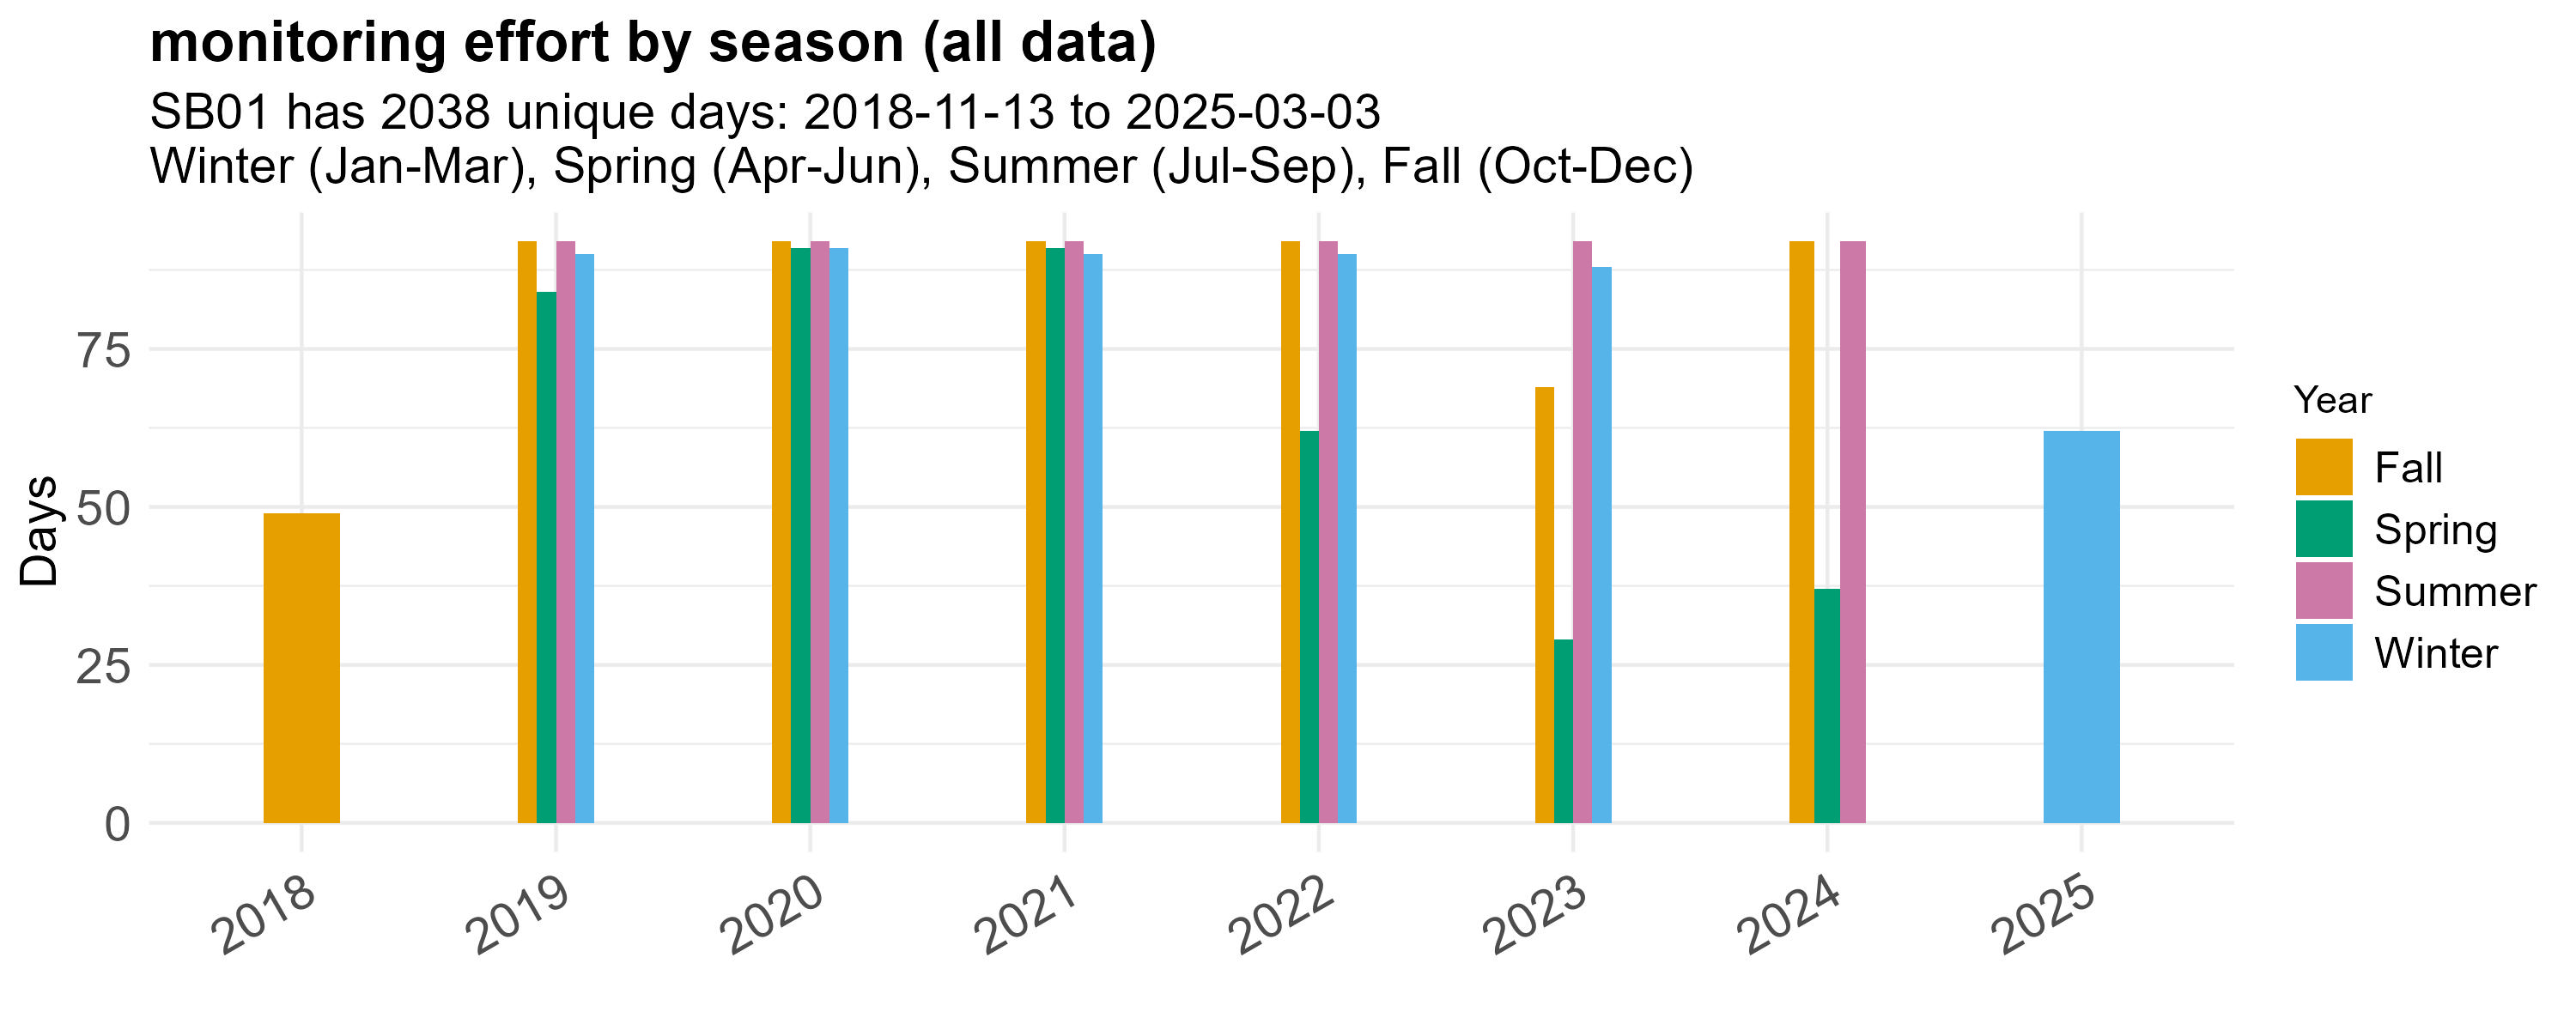 monitoring effort by season (all data)
SB01 has 2038 unique days: 2018-11-13 to 2025-03-03
Winter (Jan-Mar), Spring (Apr-Jun), Summer (Jul-Sep), Fall (Oct-Dec)
Days
75
50
25
0
2018
2019
2020
2021
2022
2023
2024
2025
Year
Fall
Spring
Summer
Winter